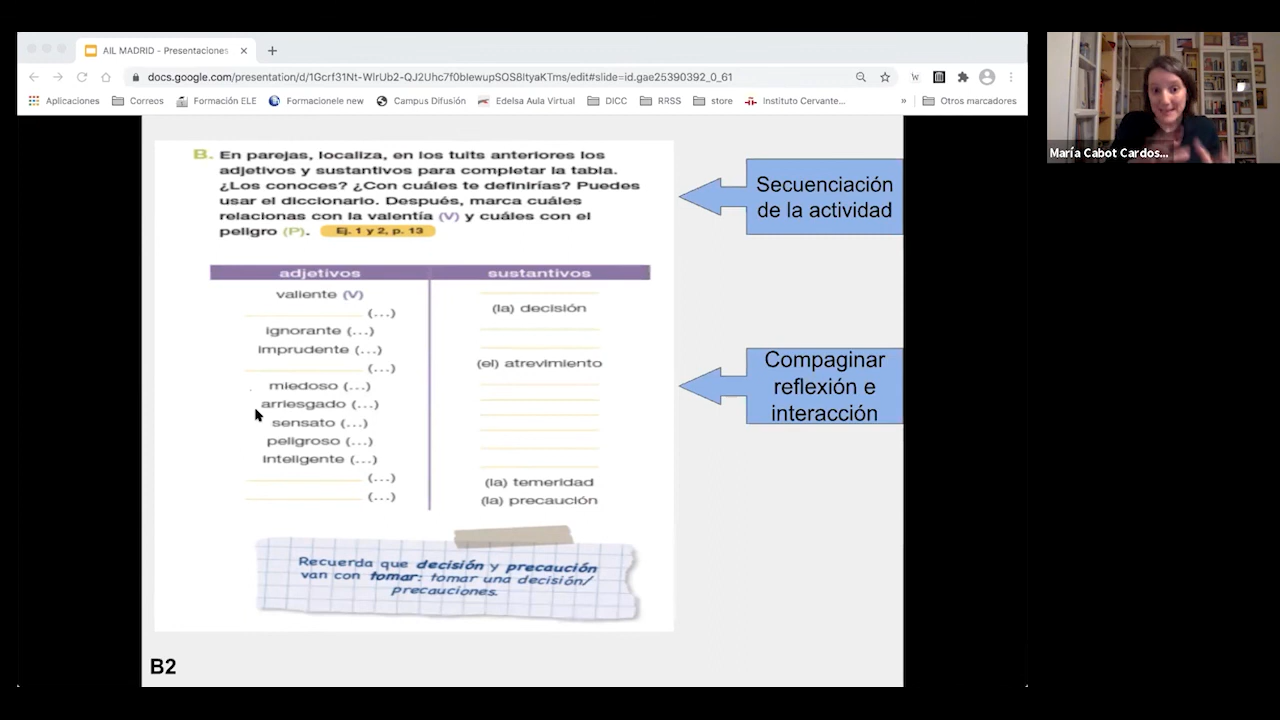 AIL MADRID - Presentaciones
docs.google.com/presentation/d/1Gcrf31Nt-WlrUb2-QJ2Uhc7f0blewupSOS8ltyaKTms/edit#slide=id.gae25390392_0_61
Aplicaciones Correos Formación ELE Formacionele new Campus Difusión Edelsa Aula Virtual DICC RRSS store Instituto Cervante... » Otros marcadores
María Cabot Cardos...
B. En parejas, localiza, en los tuits anteriores los
adjetivos y sustantivos para completar la tabla.
¿Los conoces? ¿Con cuáles te definirías? Puedes
usar el diccionario. Después, marca cuáles
relacionas con la valentía (V) y cuáles con el
peligro (P). Ej. 1 y 2, p. 13
Secuenciación
de la actividad
adjetivos sustantivos
valiente (V)
(...) (la) decisión
ignorante (...)
imprudente (...)
(...) (el) atrevimiento
miedoso (...)
arriesgado (...)
sensato (...)
peligroso (...)
inteligente (...)
(...) (la) temeridad
(...) (la) precaución
Compaginar
reflexión e
interacción
Recuerda que decisión y precaución
van con tomar: tomar una decisión/
precauciones.
B2